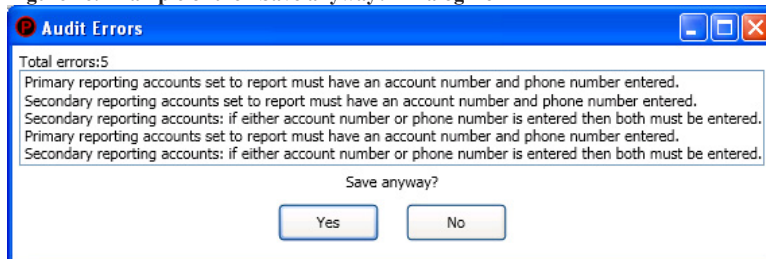 Audit Errors
Total errors:5
Primary reporting accounts set to report must have an account number and phone number entered.
Secondary reporting accounts set to report must have an account number and phone number entered.
Secondary reporting accounts: if either account number or phone number is entered then both must be entered.
Primary reporting accounts set to report must have an account number and phone number entered.
Secondary reporting accounts: if either account number or phone number is entered then both must be entered.
Save anyway?
Yes No